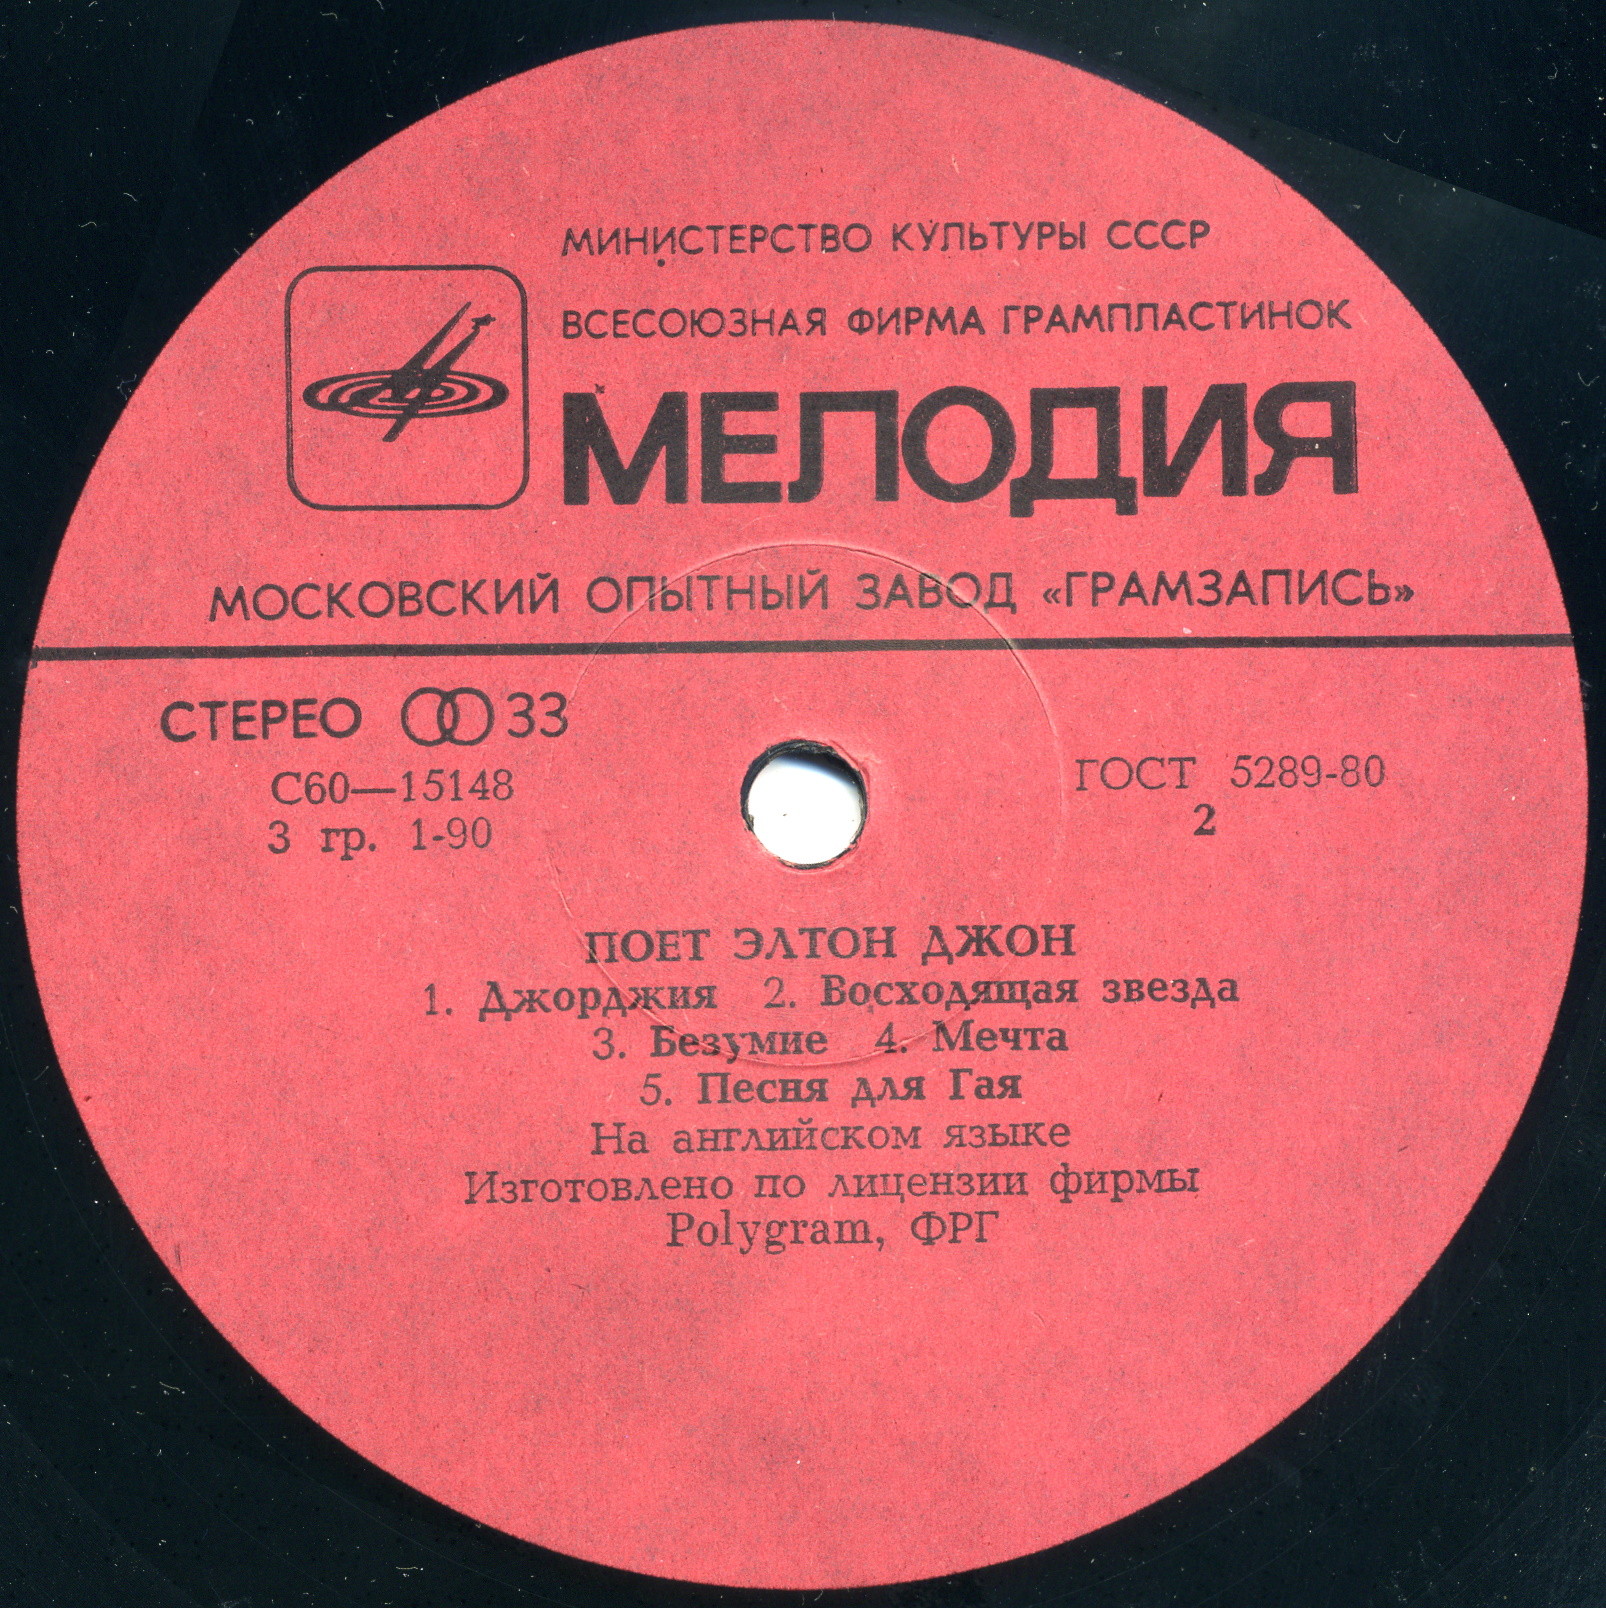 МИНИСТЕРСТВО КУЛЬТУРЫ СССР
ВСЕСОЮЗНАЯ ФИРМА ГРАМПЛАСТИНОК
МЕЛОДИЯ
МОСКОВСКИЙ ОПЫТНЫЙ ЗАВОД «ГРАМЗАПИСЬ»
СТЕРЕО 33
С60—15148
ГОСТ 5289-80
3 гр. 1-90
2
ПОЕТ ЭЛТОН ДЖОН
1. Джорджия 2. Восходящая звезда
3. Безумие 4. Мечта
5. Песня для Гая
На английском языке
Изготовлено по лицензии фирмы
Polygram, ФРГ